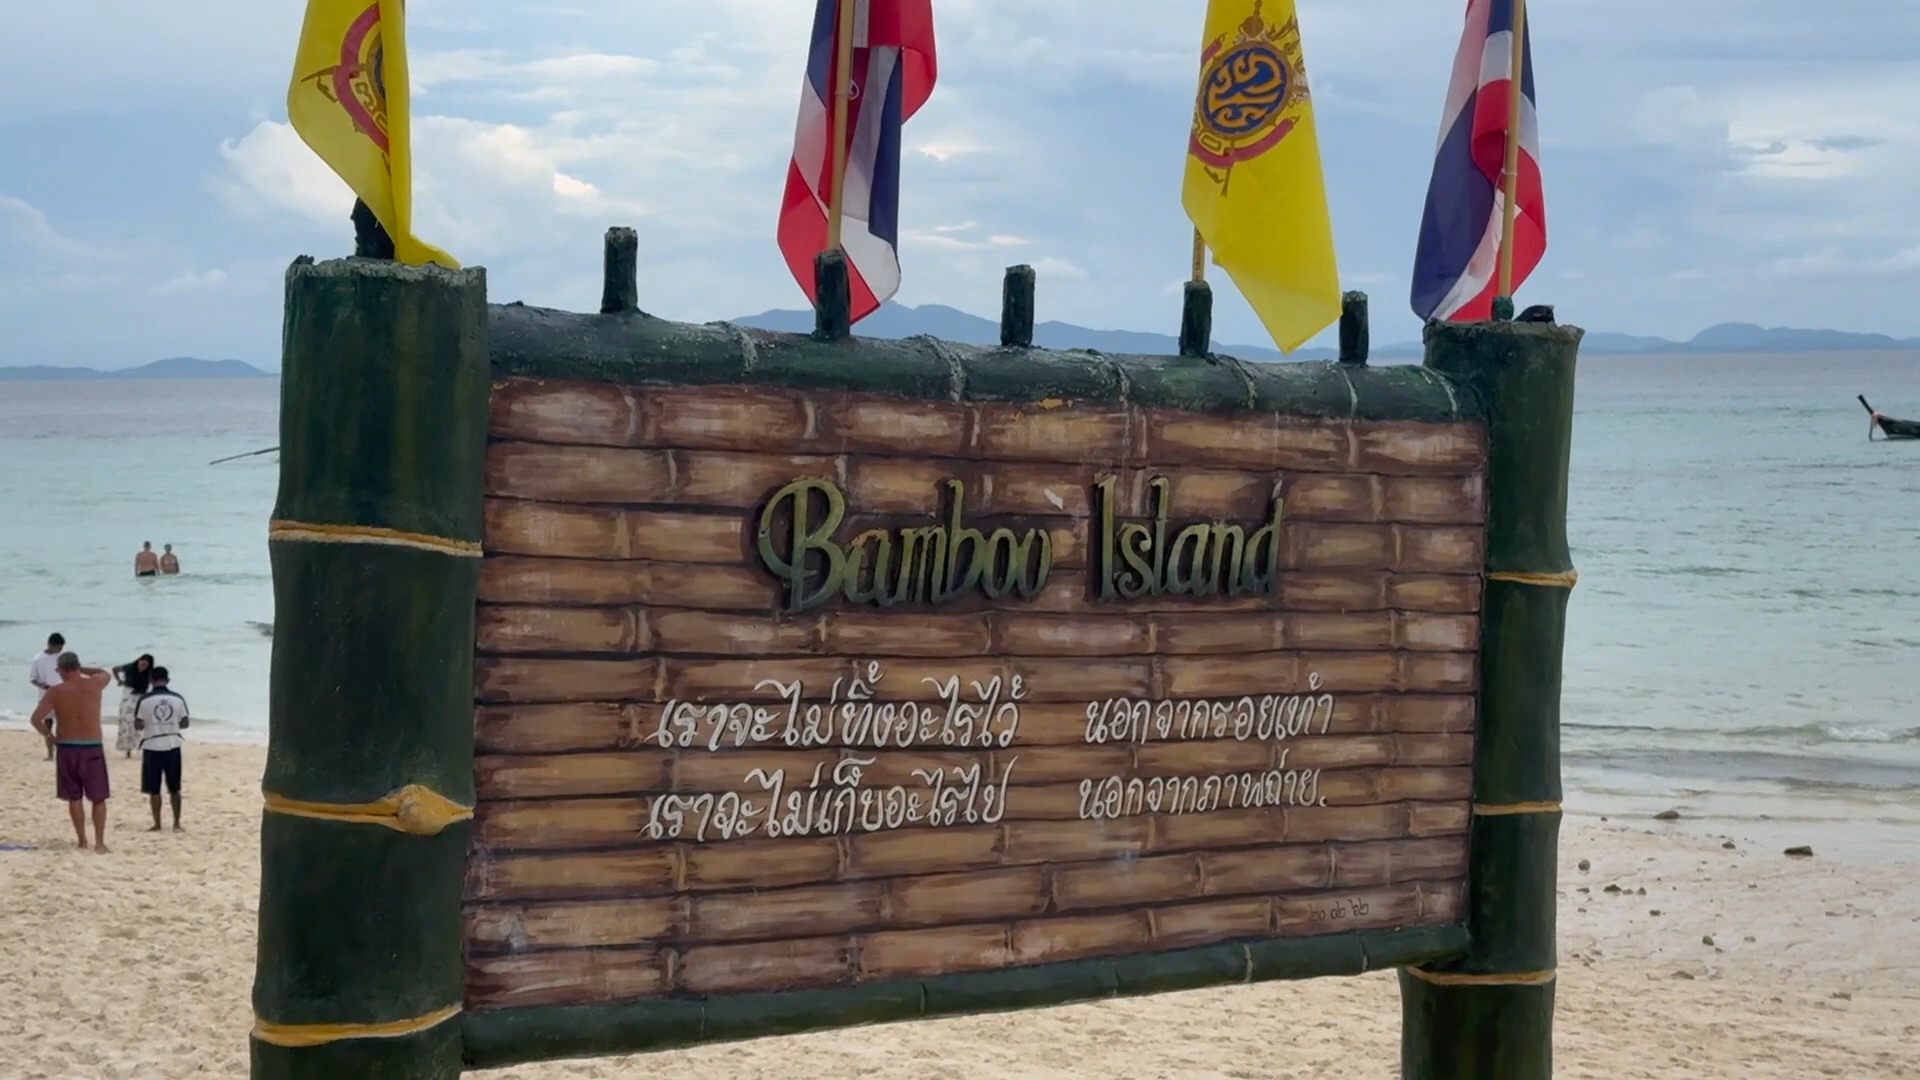 Bamboo Island
เราจะไม่ทิ้งอะไรไว้ นอกจากรอยเท้า
เราจะไม่เก็บอะไรไป นอกจากภาพถ่าย.
๒๐ ๐๒ ๖๒